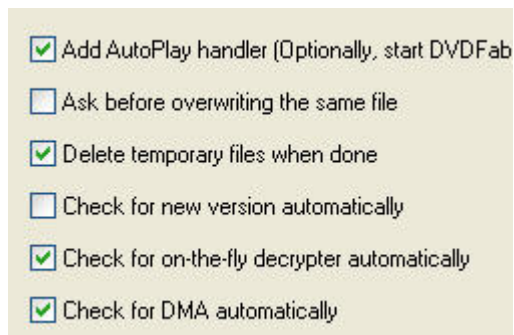 Add AutoPlay handler (Optionally, start DVDFab
Ask before overwriting the same file
Delete temporary files when done
Check for new version automatically
Check for on-the-fly decrypter automatically
Check for DMA automatically